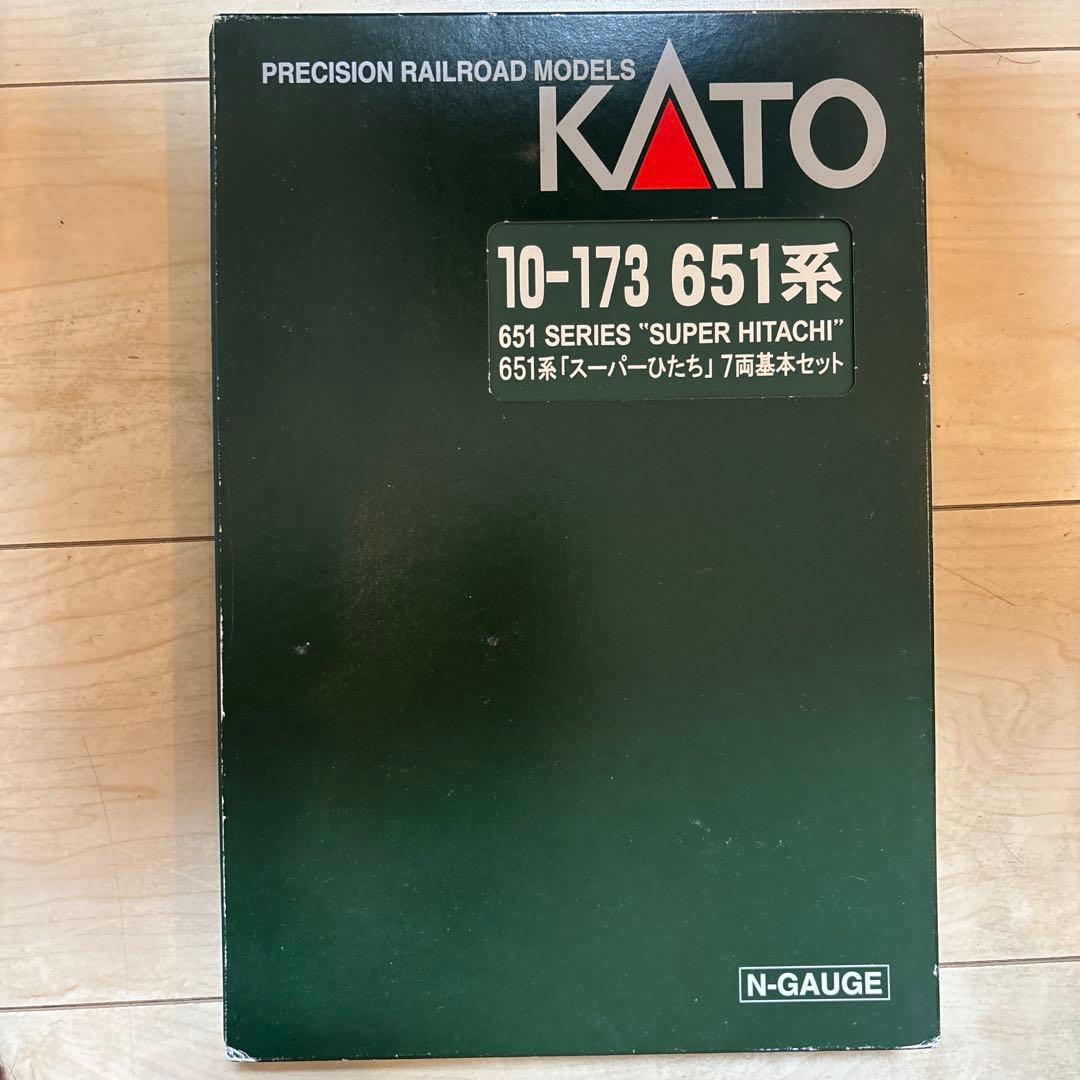 PRECISION RAILROAD MODELS
KATO
10-173 651系
651 SERIES "SUPER HITACHI"
651系「スーパーひたち」7両基本セット
N-GAUGE